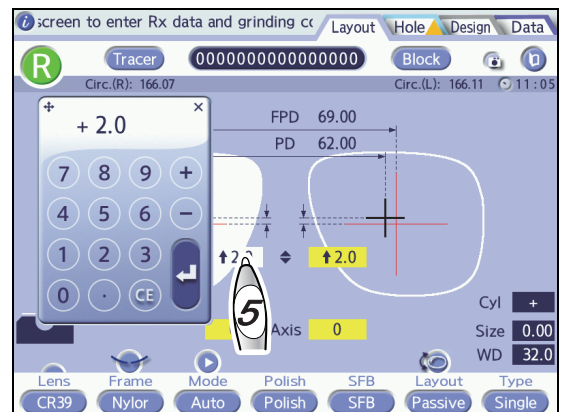 screen to enter Rx data and grinding co
Layout Hole Design Data
R Tracer 0000000000000000 Block
Circ.(R): 166.07 Circ.(L): 166.11 11:05
+ 2.0 ×
FPD 69.00
PD 62.00
7 8 9 +
4 5 6 −
1 2 3
0 · CE
↑2.0 ↑2.0
5
Axis 0
Cyl +
Size 0.00
WD 32.0
Lens Frame Mode Polish SFB Layout Type
CR39 Nylor Auto Polish SFB Passive Single